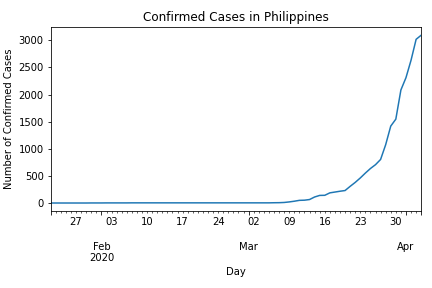 Confirmed Cases in Philippines
Number of Confirmed Cases
3000
2500
2000
1500
1000
500
0
27 03 10 17 24 02 09 16 23 30
Feb Mar Apr
2020
Day